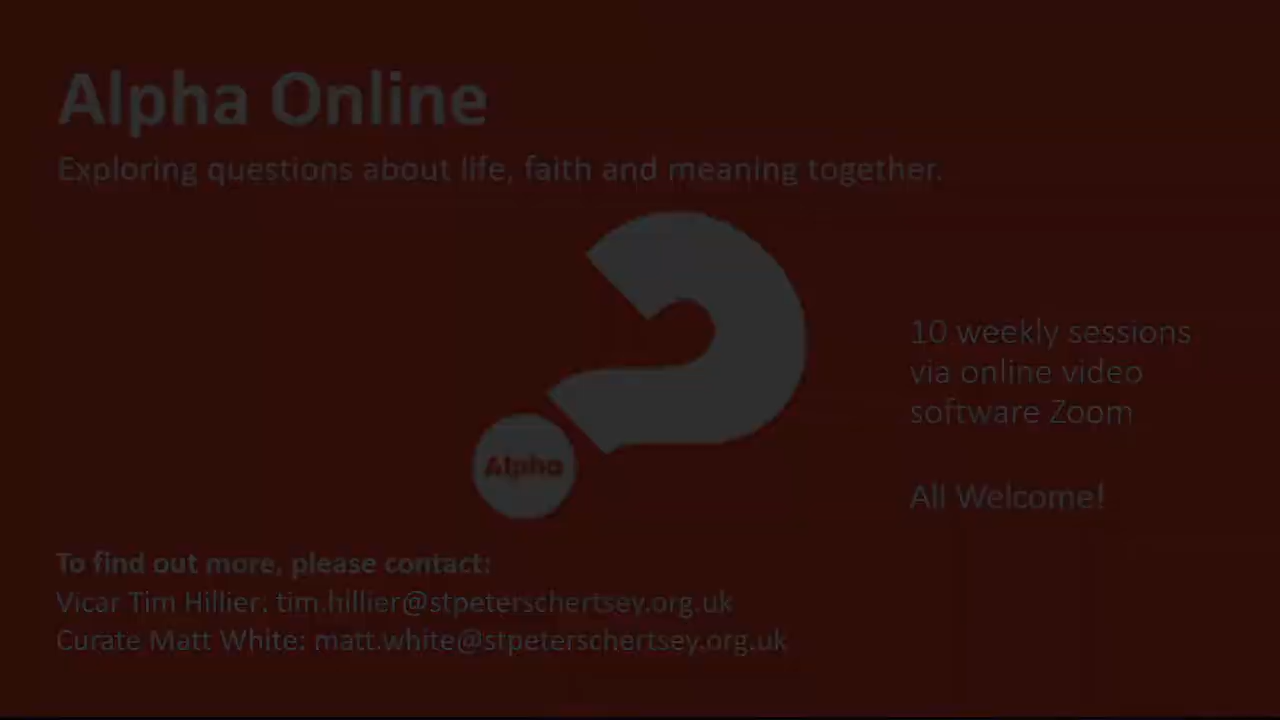 Alpha Online
Exploring questions about life, faith and meaning together.
10 weekly sessions
via online video
software Zoom
All Welcome!
Alpha
To find out more, please contact:
Vicar Tim Hillier: tim.hillier@stpeterschertsey.org.uk
Curate Matt White: matt.white@stpeterschertsey.org.uk